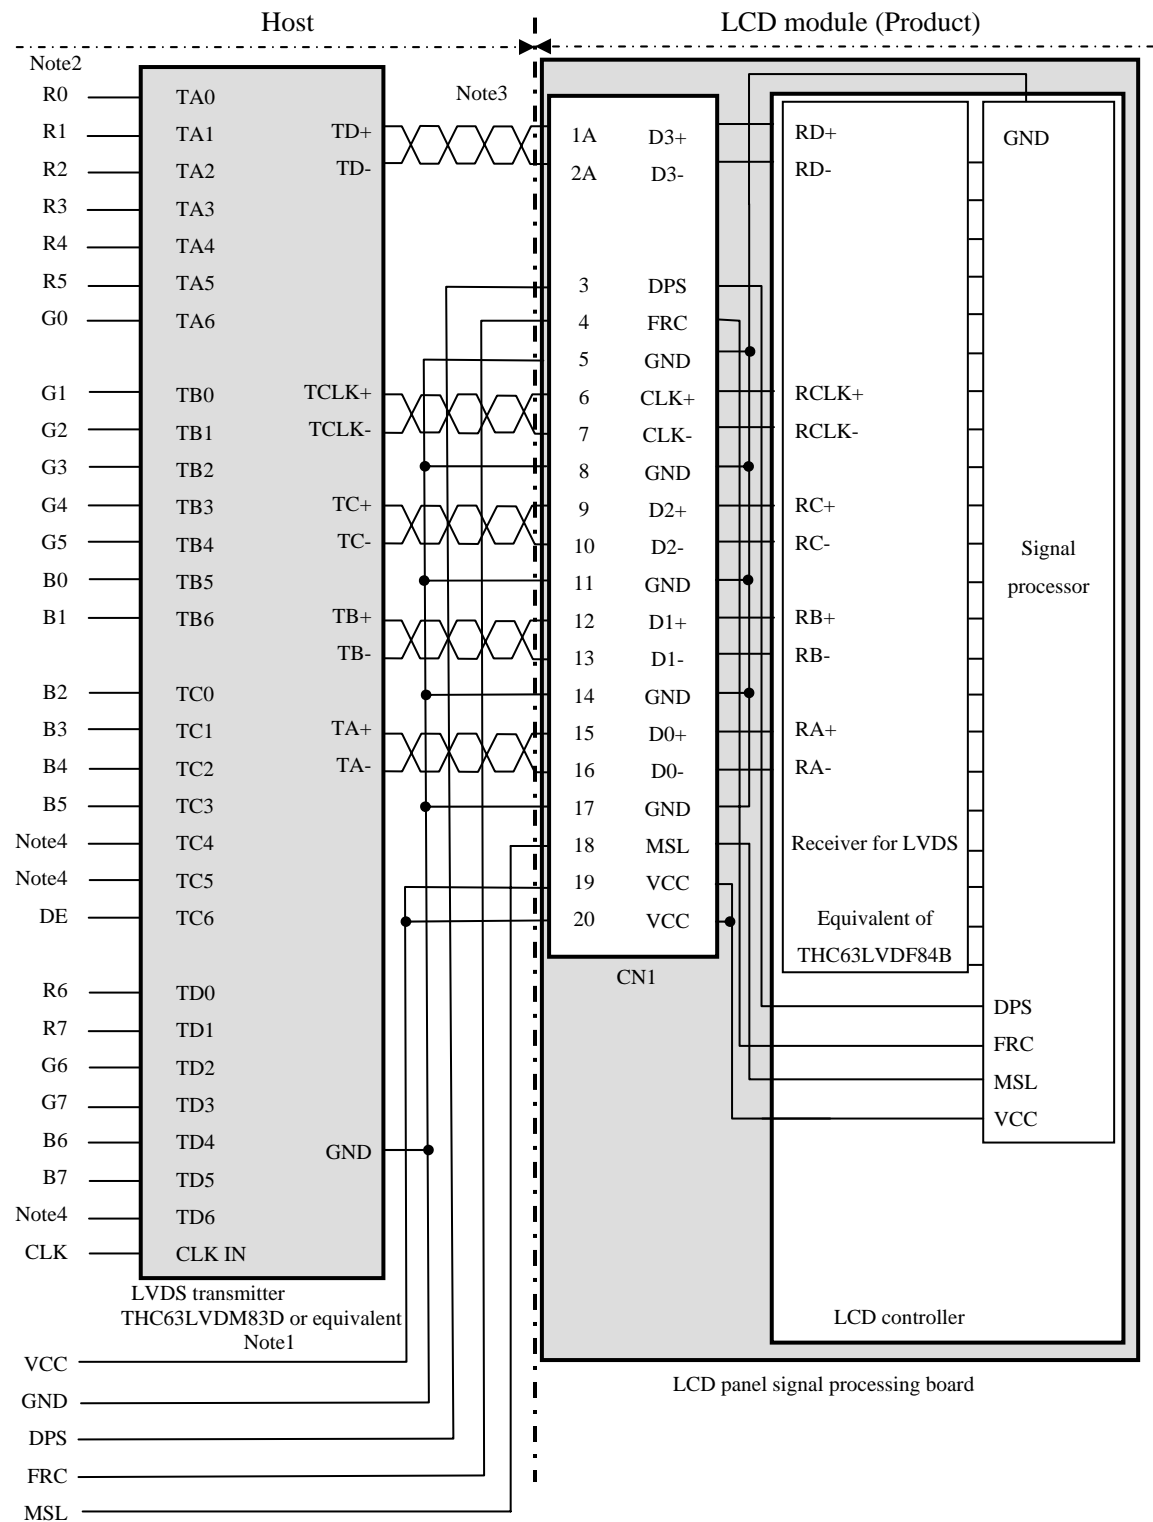 Host
LCD module (Product)
Note2
Note3
R0 TA0
R1 TA1
R2 TA2
R3 TA3
R4 TA4
R5 TA5
G0 TA6
G1 TB0
G2 TB1
G3 TB2
G4 TB3
G5 TB4
B0 TB5
B1 TB6
B2 TC0
B3 TC1
B4 TC2
B5 TC3
Note4 TC4
Note4 TC5
DE TC6
R6 TD0
R7 TD1
G6 TD2
G7 TD3
B6 TD4
B7 TD5
Note4 TD6
CLK CLK IN
TD+
TD-
TCLK+
TCLK-
TC+
TC-
TB+
TB-
TA+
TA-
GND
LVDS transmitter
THC63LVDM83D or equivalent
Note1
VCC
GND
DPS
FRC
MSL
1A D3+
2A D3-
3 DPS
4 FRC
5 GND
6 CLK+
7 CLK-
8 GND
9 D2+
10 D2-
11 GND
12 D1+
13 D1-
14 GND
15 D0+
16 D0-
17 GND
18 MSL
19 VCC
20 VCC
CN1
RD+
RD-
RCLK+
RCLK-
RC+
RC-
RB+
RB-
RA+
RA-
Receiver for LVDS
Equivalent of
THC63LVDF84B
GND
Signal
processor
DPS
FRC
MSL
VCC
LCD controller
LCD panel signal processing board